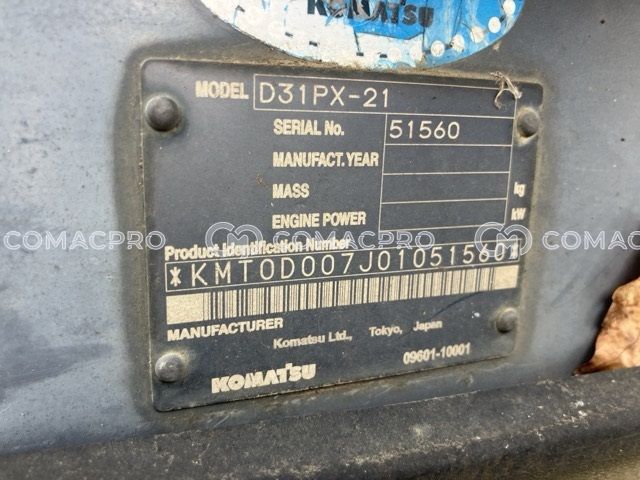 KOMATSU
MODEL D31PX-21
SERIAL No. 51560
MANUFACT. YEAR
MASS kg
ENGINE POWER kW
COMACPRO COMACPRO COMACPRO
Product Identification Number
*KMT0D007J01051560*
MANUFACTURER
Komatsu Ltd., Tokyo, Japan
KOMATSU 09601-10001